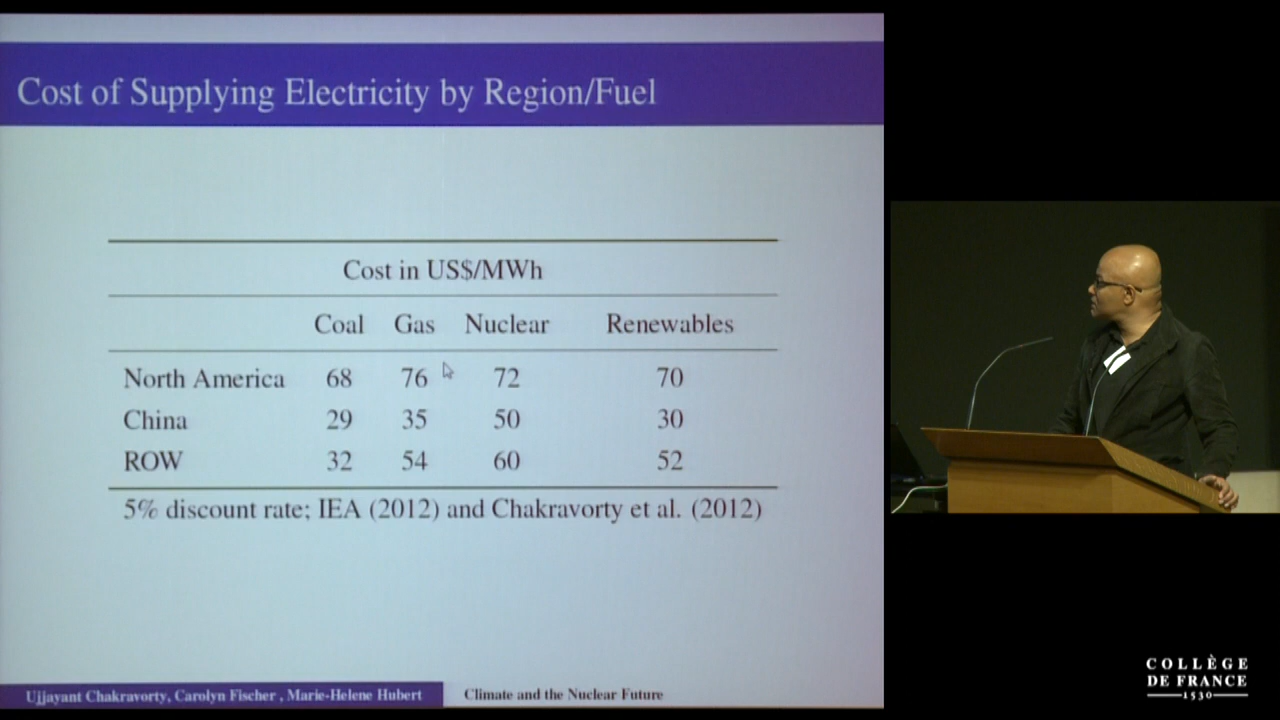 Cost of Supplying Electricity by Region/Fuel
Cost in US$/MWh
Coal Gas Nuclear Renewables
North America 68 76 72 70
China 29 35 50 30
ROW 32 54 60 52
5% discount rate; IEA (2012) and Chakravorty et al. (2012)
Ujjayant Chakravorty, Carolyn Fischer , Marie-Helene Hubert Climate and the Nuclear Future
COLLÈGE
DE FRANCE
1530